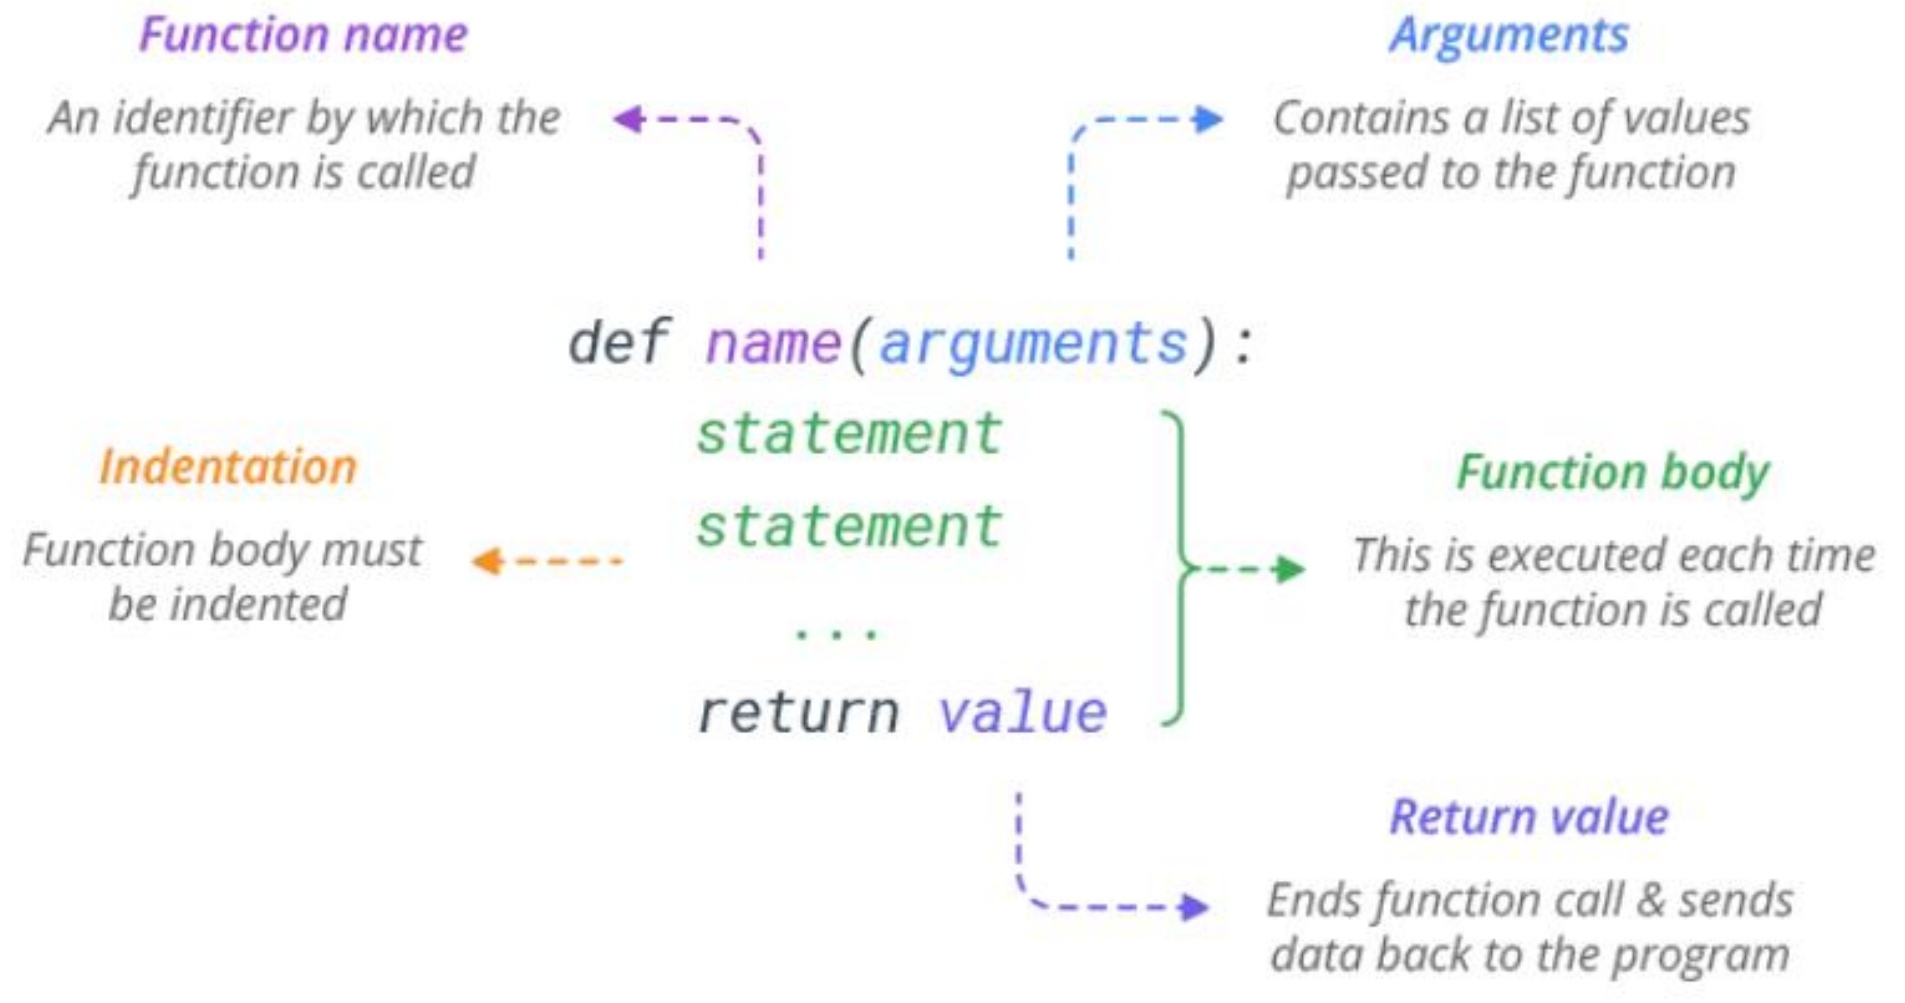 Function name
An identifier by which the
function is called
Arguments
Contains a list of values
passed to the function
def name(arguments):
statement
statement
...
return value
Indentation
Function body must
be indented
Function body
This is executed each time
the function is called
Return value
Ends function call & sends
data back to the program